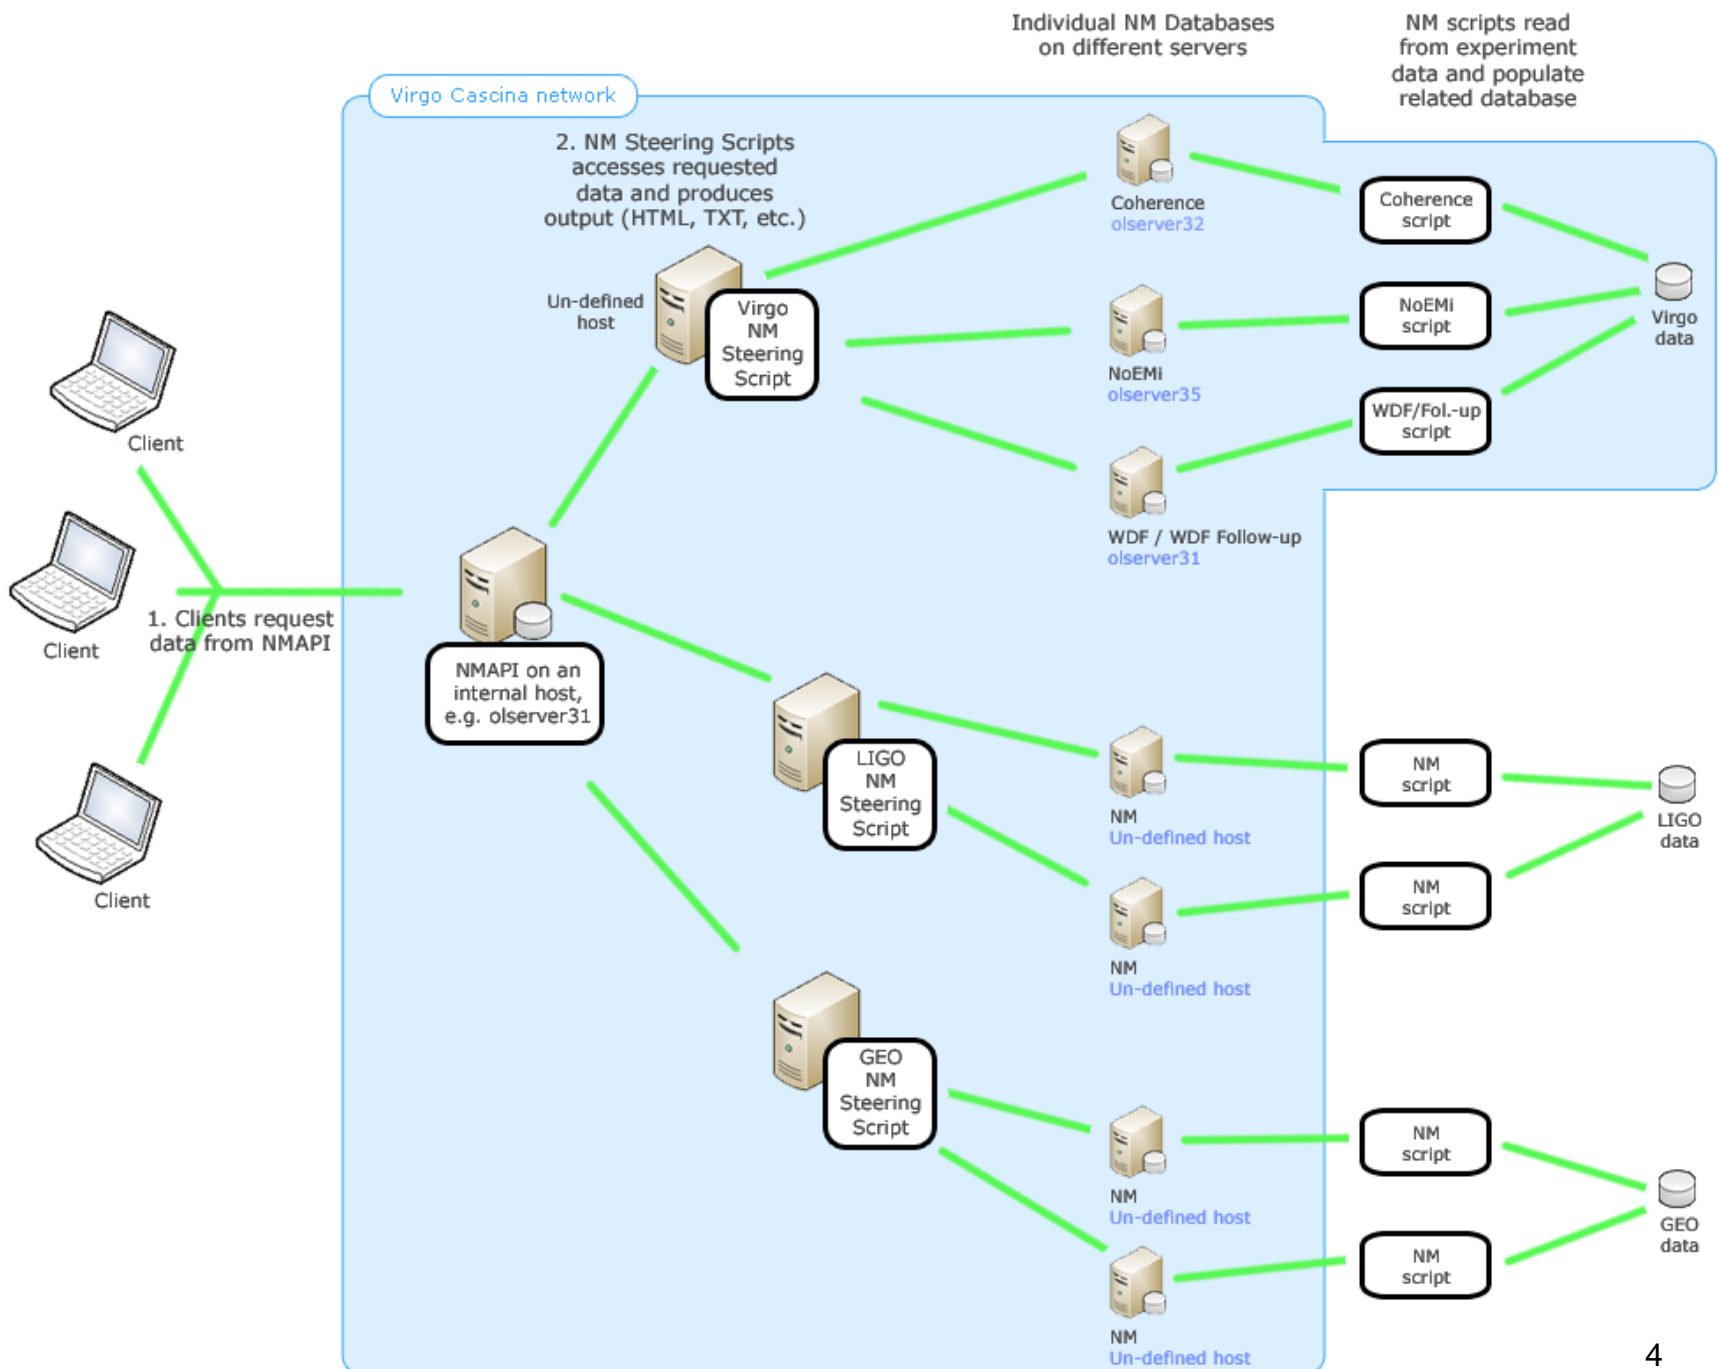 Individual NM Databases
on different servers
NM scripts read
from experiment
data and populate
related database
Virgo Cascina network
2. NM Steering Scripts
accesses requested
data and produces
output (HTML, TXT, etc.)
Un-defined
host
Virgo
NM
Steering
Script
Coherence
olserver32
Coherence
script
NoEMi
olserver35
NoEMi
script
Virgo
data
WDF / WDF Follow-up
olserver31
WDF/Fol.-up
script
Client
Client
Client
1. Clients request
data from NMAPI
NMAPI on an
internal host,
e.g. olserver31
LIGO
NM
Steering
Script
NM
Un-defined host
NM
script
NM
Un-defined host
NM
script
LIGO
data
GEO
NM
Steering
Script
NM
Un-defined host
NM
script
NM
Un-defined host
NM
script
GEO
data
4